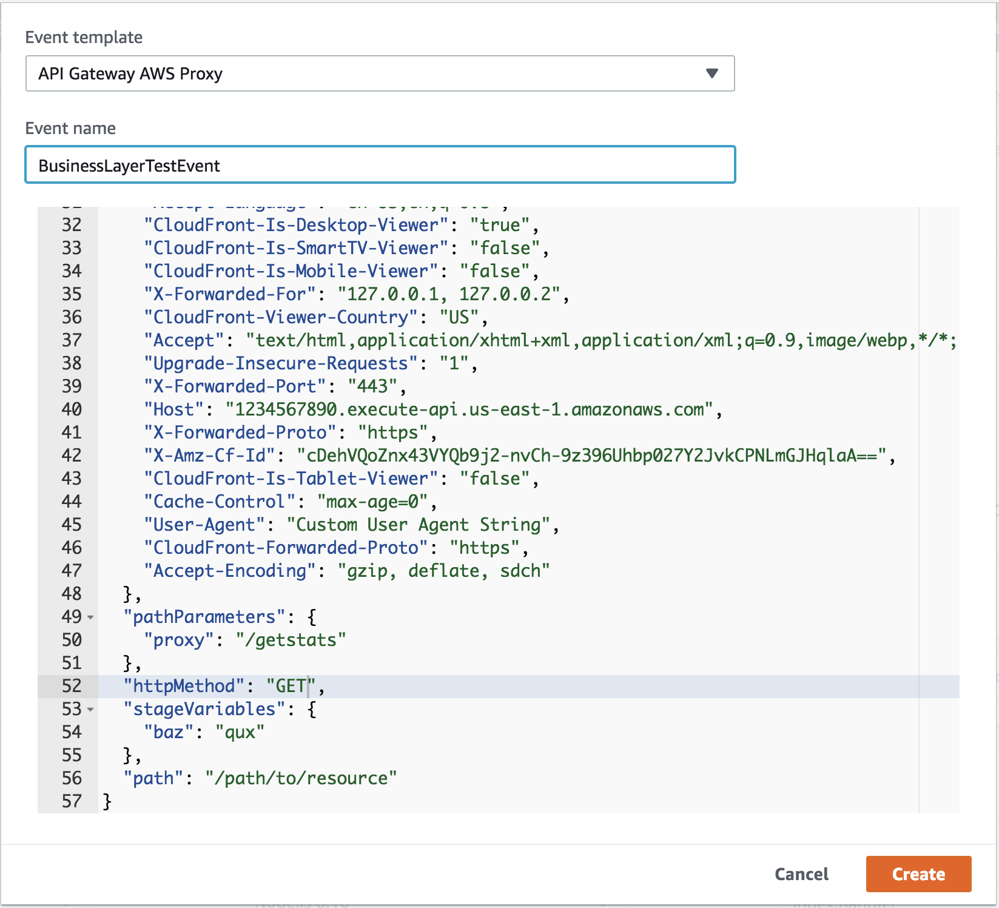 Event template
API Gateway AWS Proxy
Event name
BusinessLayerTestEvent
32 "CloudFront-Is-Desktop-Viewer": "true",
33 "CloudFront-Is-SmartTV-Viewer": "false",
34 "CloudFront-Is-Mobile-Viewer": "false",
35 "X-Forwarded-For": "127.0.0.1, 127.0.0.2",
36 "CloudFront-Viewer-Country": "US",
37 "Accept": "text/html,application/xhtml+xml,application/xml;q=0.9,image/webp,*/*;
38 "Upgrade-Insecure-Requests": "1",
39 "X-Forwarded-Port": "443",
40 "Host": "1234567890.execute-api.us-east-1.amazonaws.com",
41 "X-Forwarded-Proto": "https",
42 "X-Amz-Cf-Id": "cDehVQoZnx43VYQb9j2-nvCh-9z396Uhbp027Y2JvkCPNLmGJHqlaA==",
43 "CloudFront-Is-Tablet-Viewer": "false",
44 "Cache-Control": "max-age=0",
45 "User-Agent": "Custom User Agent String",
46 "CloudFront-Forwarded-Proto": "https",
47 "Accept-Encoding": "gzip, deflate, sdch"
48 },
49 "pathParameters": {
50 "proxy": "/getstats"
51 },
52 "httpMethod": "GET",
53 "stageVariables": {
54 "baz": "qux"
55 },
56 "path": "/path/to/resource"
57 }
Cancel
Create